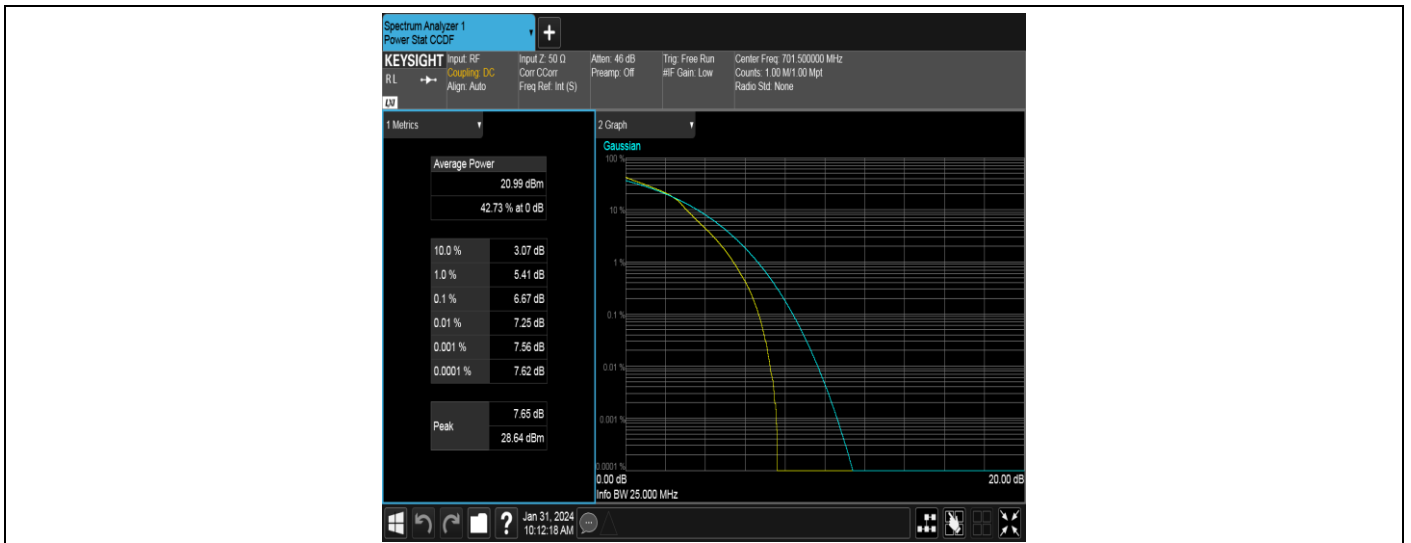 Spectrum Analyzer 1
Power Stat CCDF
+
KEYSIGHT
RL
LXI
Input: RF
Coupling: DC
Align: Auto
Input Z: 50 Ω
Corr CCorr
Freq Ref: Int (S)
Atten: 46 dB
Preamp: Off
Trig: Free Run
#IF Gain: Low
Center Freq: 701.500000 MHz
Counts: 1.00 M/1.00 Mpt
Radio Std: None
1 Metrics
Average Power
20.99 dBm
42.73 % at 0 dB
10.0 % 3.07 dB
1.0 % 5.41 dB
0.1 % 6.67 dB
0.01 % 7.25 dB
0.001 % 7.56 dB
0.0001 % 7.62 dB
Peak
7.65 dB
28.64 dBm
2 Graph
Gaussian
100 %
10 %
1 %
0.1 %
0.01 %
0.001 %
0.0001 %
0.00 dB 20.00 dB
Info BW 25.000 MHz
?
Jan 31, 2024
10:12:18 AM